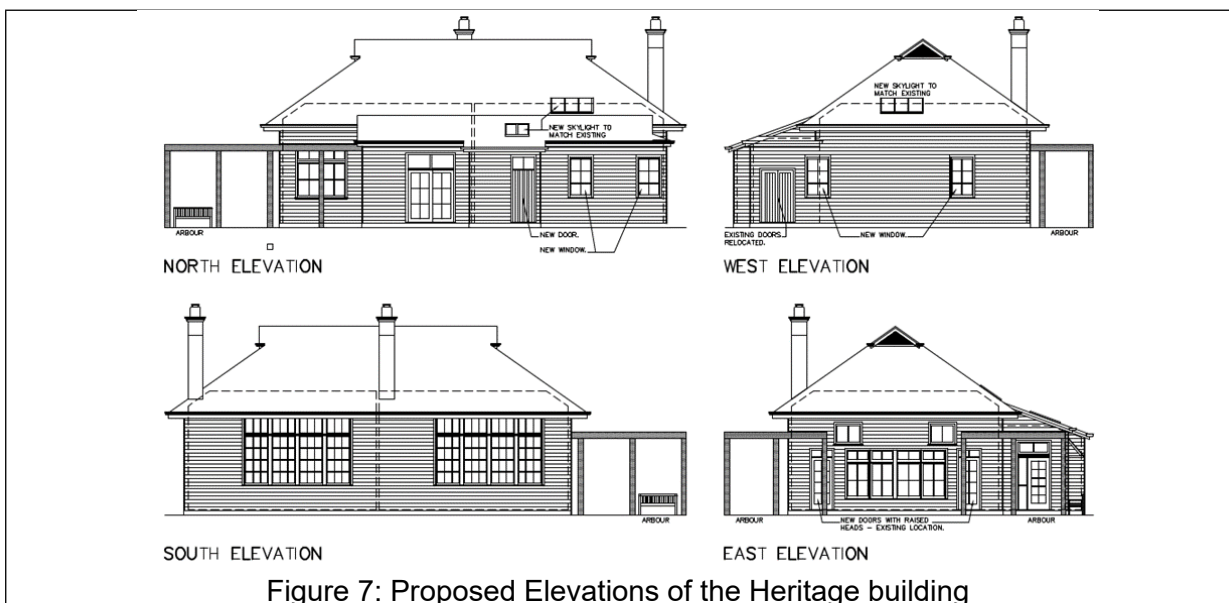 NEW SKYLIGHT TO
MATCH EXISTING
ARBOUR
NEW DOOR.
NEW WINDOW.
NORTH ELEVATION
NEW SKYLIGHT TO
MATCH EXISTING
EXISTING DOORS
RELOCATED.
NEW WINDOW.
ARBOUR
WEST ELEVATION
ARBOUR
SOUTH ELEVATION
ARBOUR
NEW DOORS WITH RAISED
HEADS – EXISTING LOCATION.
ARBOUR
EAST ELEVATION
Figure 7: Proposed Elevations of the Heritage building